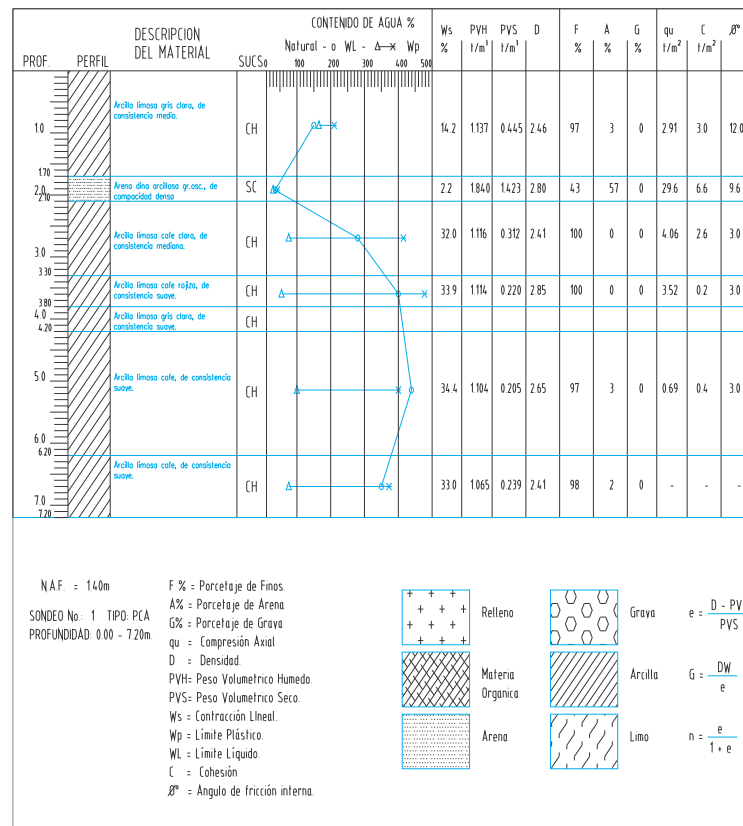 PROF. PERFIL DESCRIPCION DEL MATERIAL SUCS CONTENIDO DE AGUA % Ws PVH PVS D F A G qu C Ø°
Natural - o WL - Δ—x Wp % t/m³ t/m³ % % % t/m² t/m²
0 100 200 300 400 500
Arcilla limosa gris clara, de
consistencia media.
1.0 CH 14.2 1.137 0.445 2.46 97 3 0 2.91 3.0 12.0
1.70
Arena dina arcillosa gr.osc., de
compacidad densa
2.0 SC 2.2 1.840 1.423 2.80 43 57 0 29.6 6.6 9.6
2.10
Arcilla limosa cafe clara, de
consistencia mediana.
CH 32.0 1.116 0.312 2.41 100 0 0 4.06 2.6 3.0
3.0
3.30
Arcilla limosa cafe rojiza, de
consistencia suave.
CH 33.9 1.114 0.220 2.85 100 0 0 3.52 0.2 3.0
3.80
4.0
Arcilla limosa gris clara, de
consistencia suave.
CH
4.20
Arcilla limosa cafe, de consistencia
suave.
5.0 CH 34.4 1.104 0.205 2.65 97 3 0 0.69 0.4 3.0
6.0
6.20
Arcilla limosa cafe, de consistencia
suave.
CH 33.0 1.065 0.239 2.41 98 2 0 - - -
7.0
7.20
N.A.F. = 1.40m
SONDEO No.: 1 TIPO: PCA
PROFUNDIDAD: 0.00 - 7.20m.
F % = Porcetaje de Finos.
A% = Porcetaje de Arena
G% = Porcetaje de Grava
qu = Compresión Axial
D = Densidad.
PVH= Peso Volumetrico Humedo.
PVS= Peso Volumetrico Seco.
Ws = Contracción LIneal.
Wp = Límite Plástico.
WL = Límite Líquido.
C = Cohesión
Ø° = Angulo de fricción interna.
Relleno
Materia
Organica
Arena
Grava
Arcilla
Limo
e = D - PV / PVS
G = DW / e
n = e / 1 + e